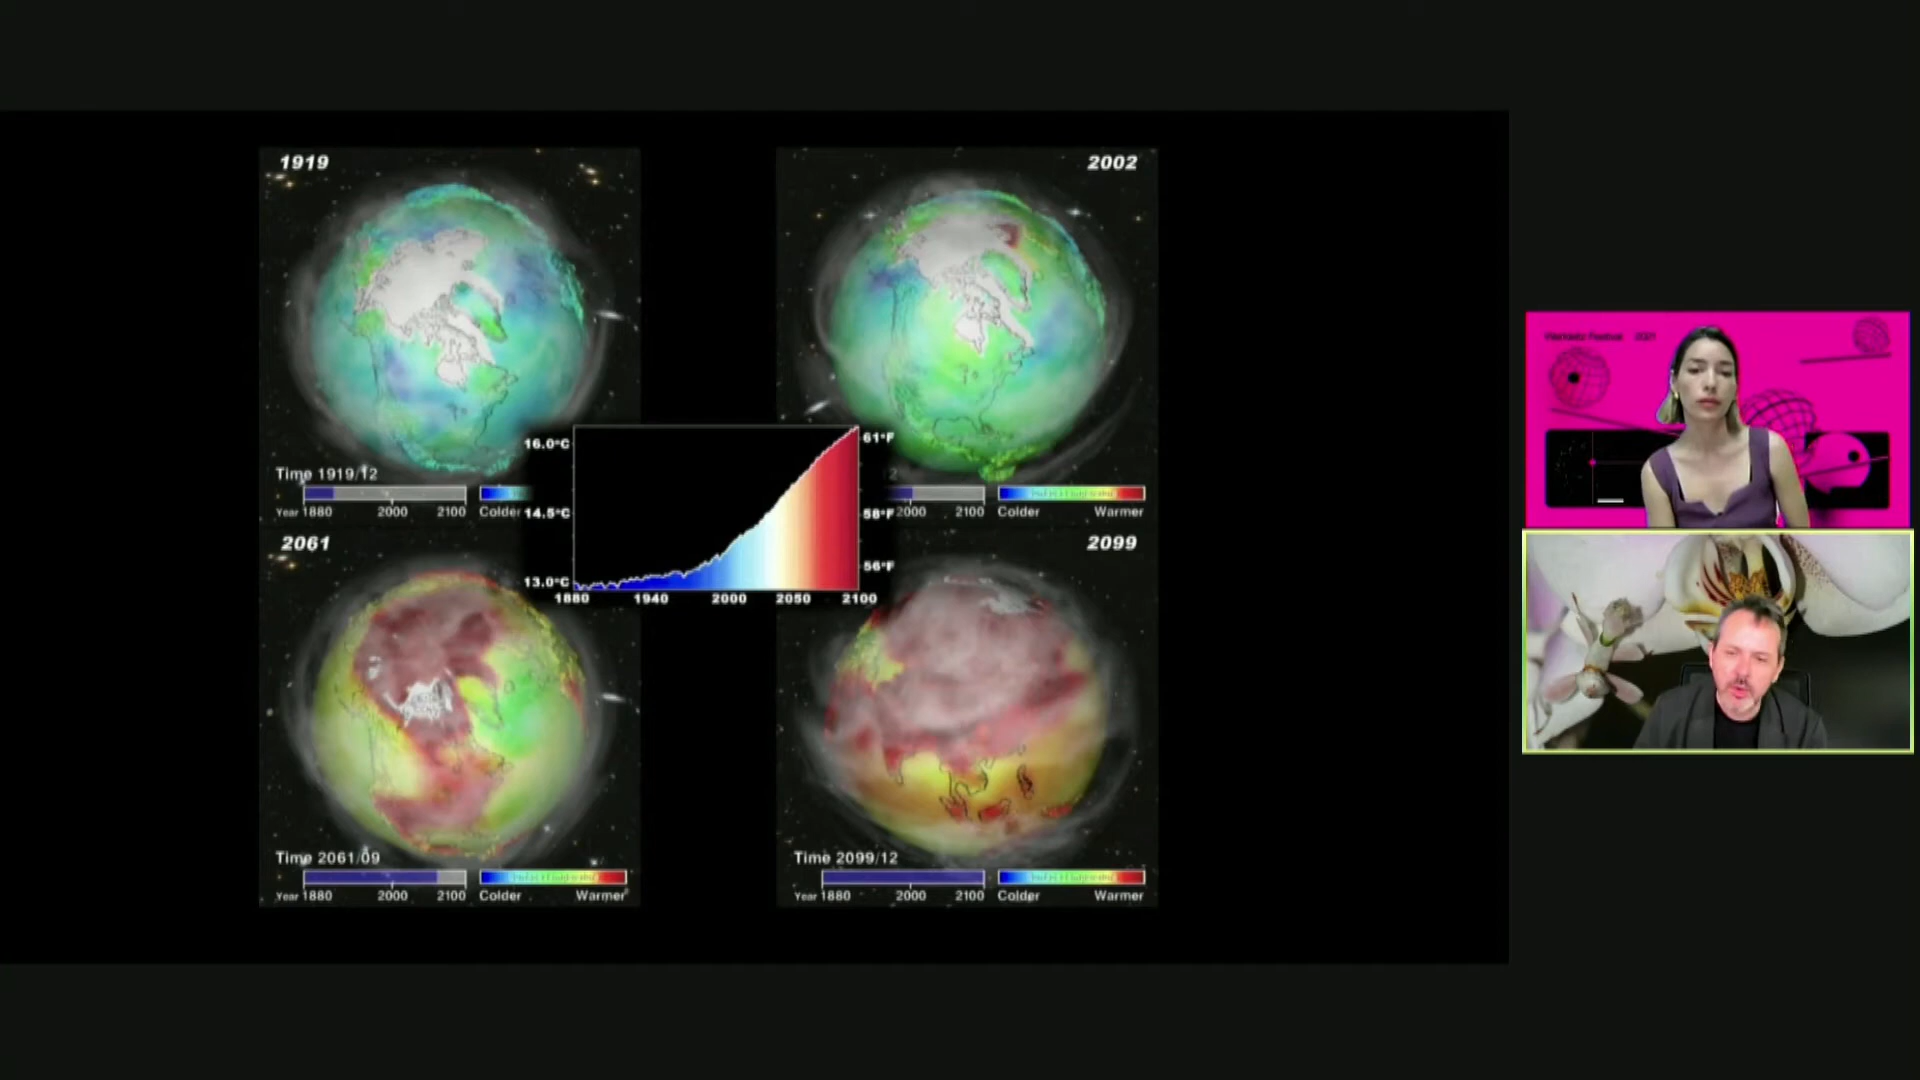 1919
2002
Time 1919/12
Year 1880 2000 2100
Colder
2000 2100
Colder Warmer
16.0°C
14.5°C
13.0°C
61°F
58°F
56°F
1880 1940 2000 2050 2100
2061
2099
Time 2061/09
Year 1880 2000 2100
Colder Warmer
Time 2099/12
Year 1880 2000 2100
Colder Warmer
Festival 2021